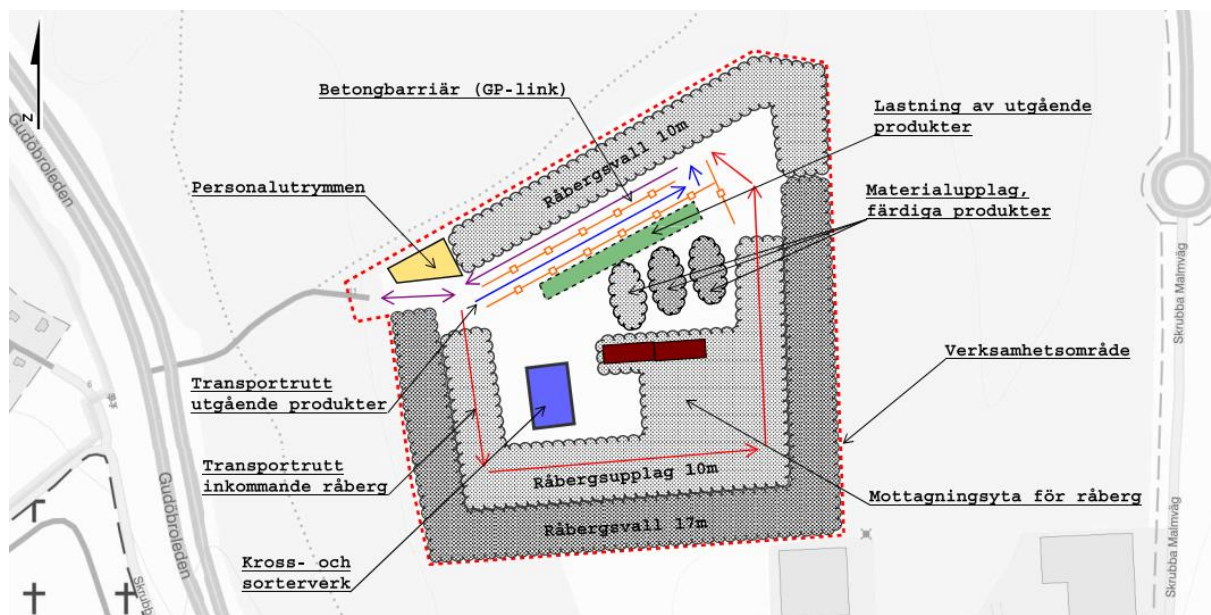 Betongbarriär (GP-link)
Lastning av utgående
produkter
N
Gudöbroleden
Råbergsvall 10m
Personalutrymmen
Materialupplag,
färdiga produkter
Skrubba Malmväg
Verksamhetsområde
Transportrutt
utgående produkter
Transportrutt
inkommande råberg
Råbergsupplag 10m
Mottagningsyta för råberg
Gudöbroleden
Råbergsvall 17m
Kross- och
sorterverk
Skrubba
Skrubba Malmväg